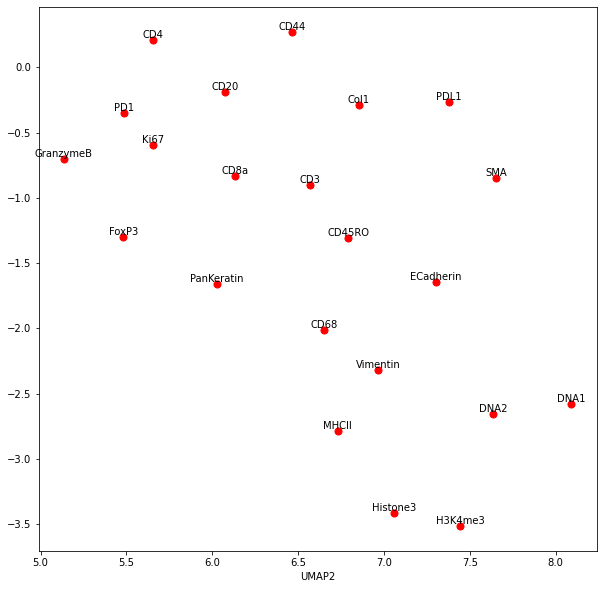 CD44
CD4
0.0
CD20
PDL1
Col1
PD1
−0.5
Ki67
GranzymeB
CD8a
SMA
CD3
−1.0
FoxP3
CD45RO
−1.5
ECadherin
PanKeratin
−2.0
CD68
Vimentin
−2.5
DNA1
DNA2
MHCII
−3.0
Histone3
−3.5
H3K4me3
5.0 5.5 6.0 6.5 7.0 7.5 8.0
UMAP2